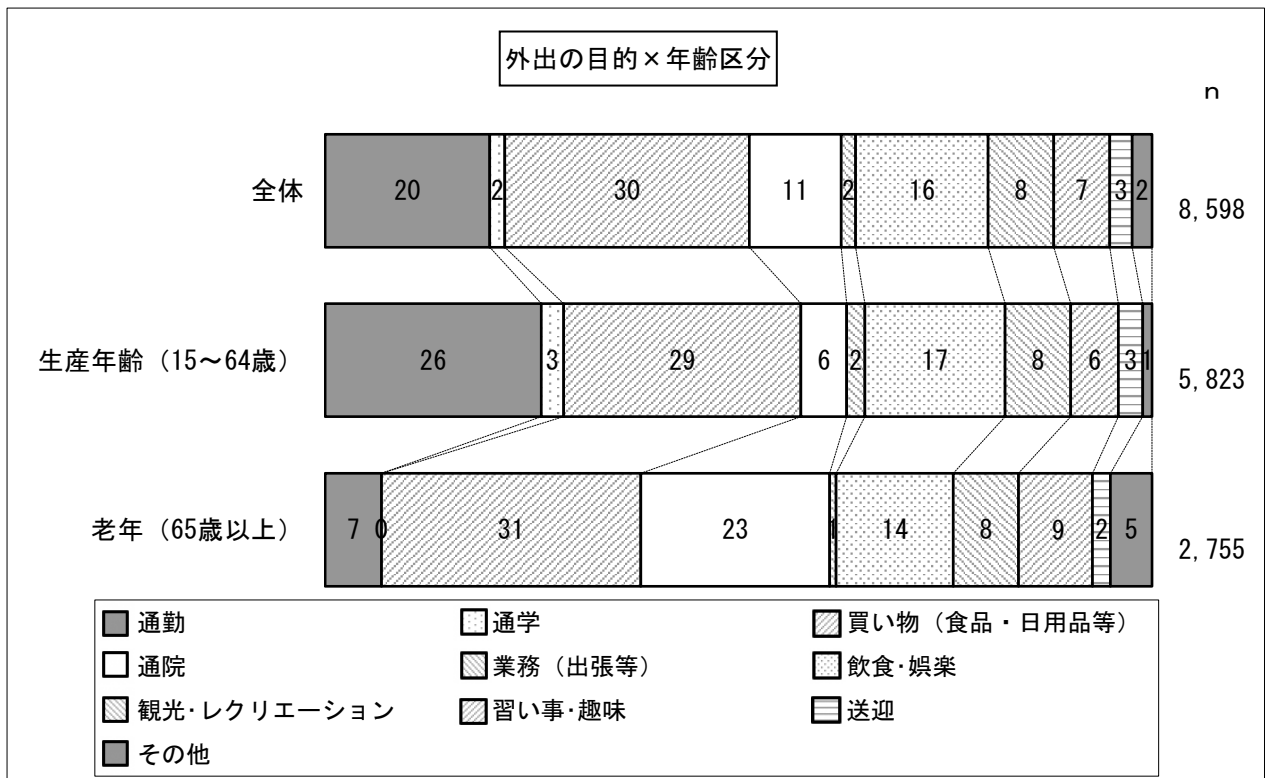 外出の目的×年齢区分
n
全体 20 2 30 11 2 16 8 7 3 2 8,598
生産年齢（15～64歳） 26 3 29 6 2 17 8 6 3 1 5,823
老年（65歳以上） 7 0 31 23 1 14 8 9 2 5 2,755
通勤 通学 買い物（食品・日用品等）
通院 業務（出張等） 飲食･娯楽
観光･レクリエーション 習い事･趣味 送迎
その他